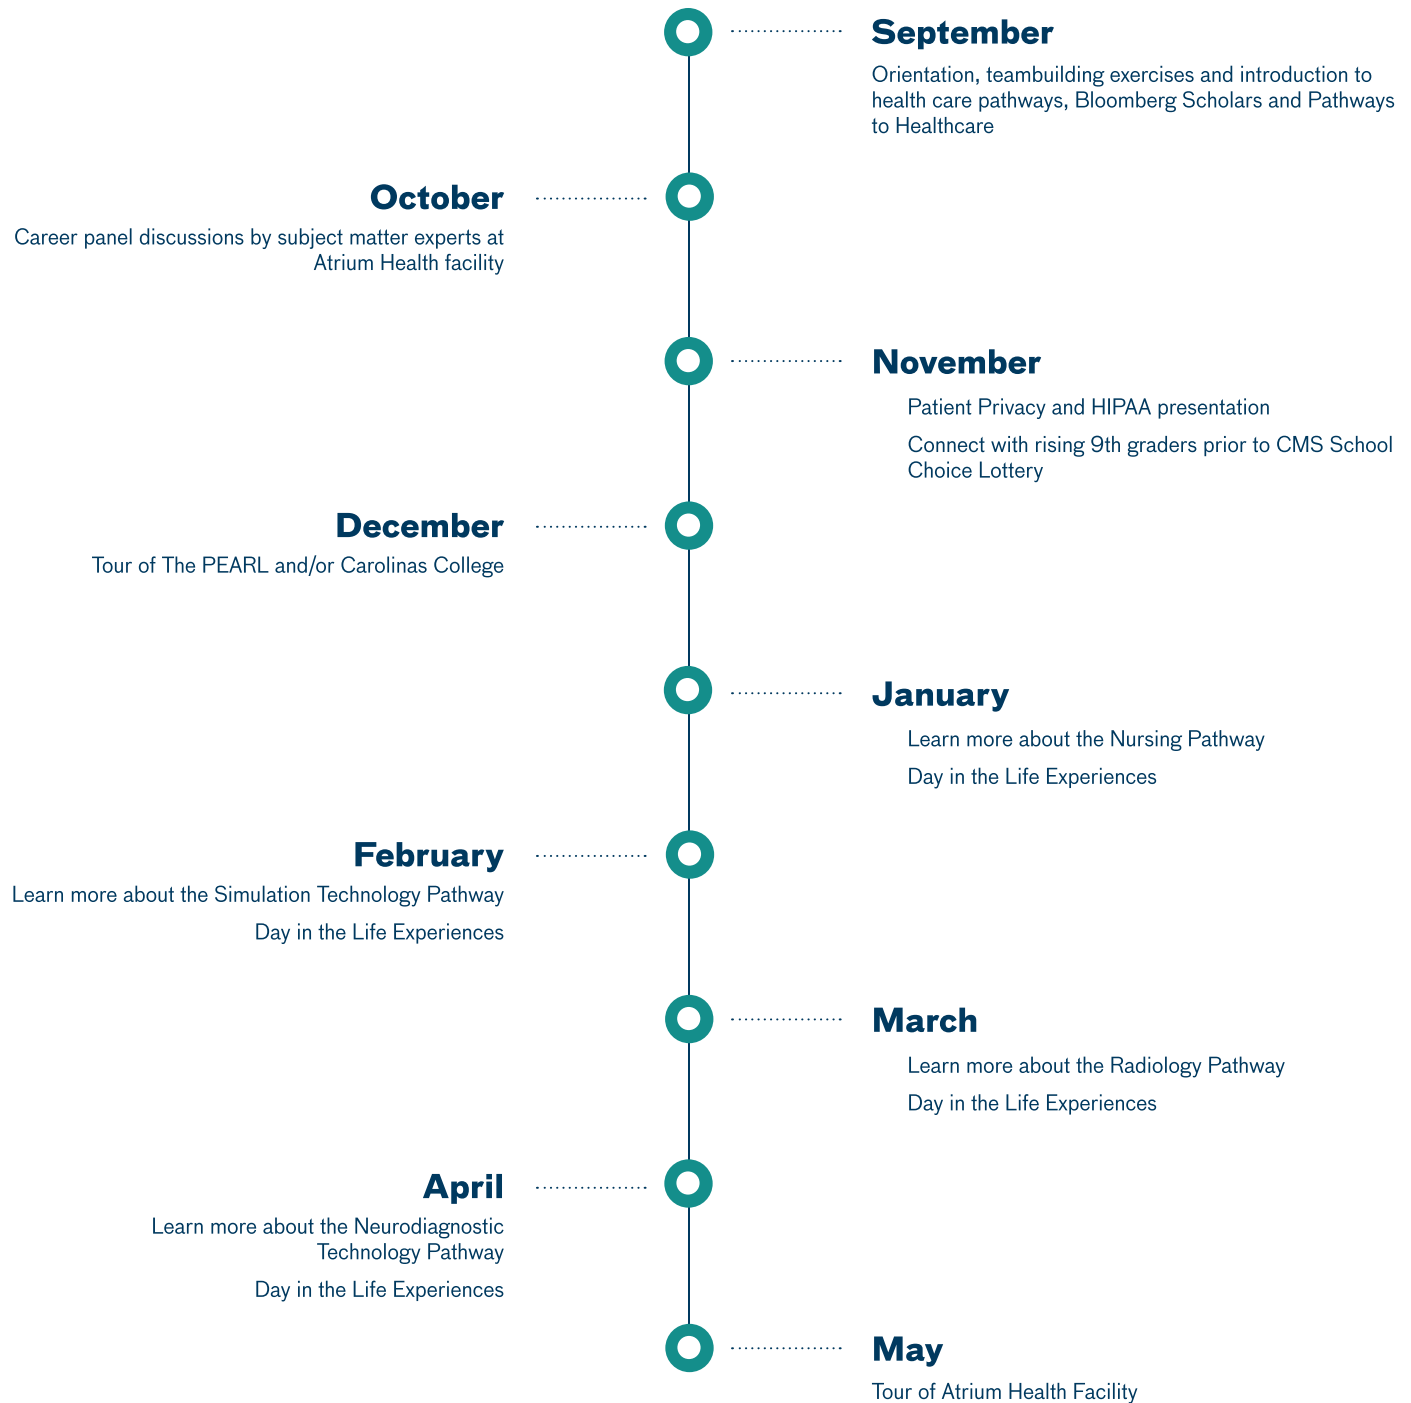 September
Orientation, teambuilding exercises and introduction to
health care pathways, Bloomberg Scholars and Pathways
to Healthcare
October
Career panel discussions by subject matter experts at
Atrium Health facility
November
Patient Privacy and HIPAA presentation
Connect with rising 9th graders prior to CMS School
Choice Lottery
December
Tour of The PEARL and/or Carolinas College
January
Learn more about the Nursing Pathway
Day in the Life Experiences
February
Learn more about the Simulation Technology Pathway
Day in the Life Experiences
March
Learn more about the Radiology Pathway
Day in the Life Experiences
April
Learn more about the Neurodiagnostic
Technology Pathway
Day in the Life Experiences
May
Tour of Atrium Health Facility